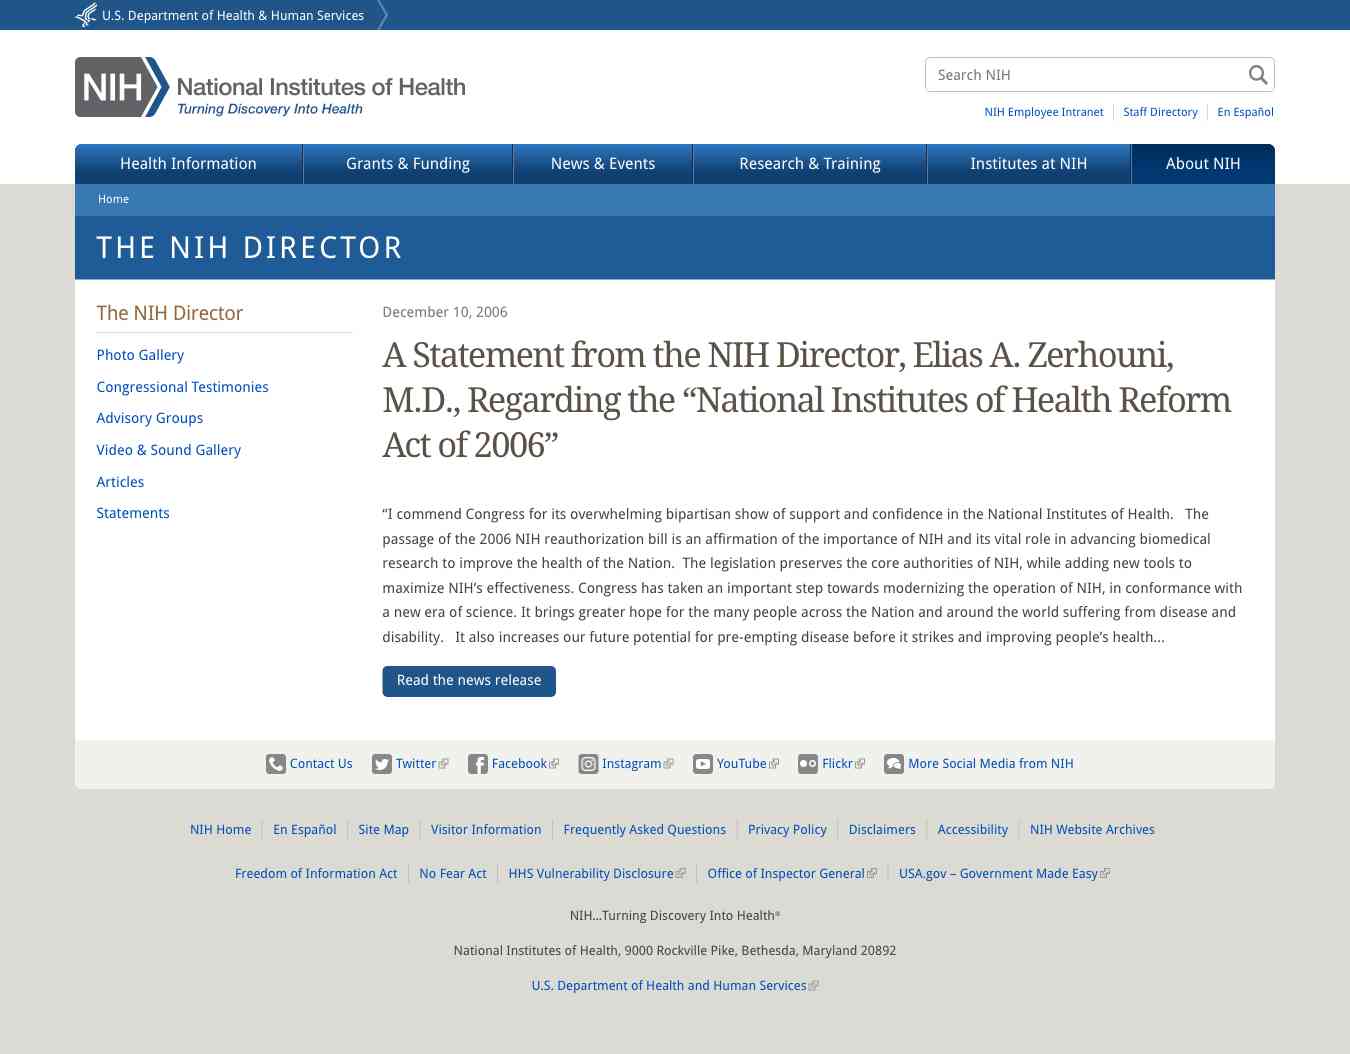 U.S. Department of Health & Human Services
NIH National Institutes of Health
Turning Discovery Into Health
Search NIH
NIH Employee Intranet
Staff Directory
En Español
Health Information
Grants & Funding
News & Events
Research & Training
Institutes at NIH
About NIH
Home
THE NIH DIRECTOR
The NIH Director
Photo Gallery
Congressional Testimonies
Advisory Groups
Video & Sound Gallery
Articles
Statements
December 10, 2006
A Statement from the NIH Director, Elias A. Zerhouni,
M.D., Regarding the “National Institutes of Health Reform
Act of 2006”
“I commend Congress for its overwhelming bipartisan show of support and confidence in the National Institutes of Health.   The
passage of the 2006 NIH reauthorization bill is an affirmation of the importance of NIH and its vital role in advancing biomedical
research to improve the health of the Nation.  The legislation preserves the core authorities of NIH, while adding new tools to
maximize NIH’s effectiveness. Congress has taken an important step towards modernizing the operation of NIH, in conformance with
a new era of science. It brings greater hope for the many people across the Nation and around the world suffering from disease and
disability.   It also increases our future potential for pre-empting disease before it strikes and improving people’s health...
Read the news release
Contact Us
Twitter
Facebook
Instagram
YouTube
Flickr
More Social Media from NIH
NIH Home
En Español
Site Map
Visitor Information
Frequently Asked Questions
Privacy Policy
Disclaimers
Accessibility
NIH Website Archives
Freedom of Information Act
No Fear Act
HHS Vulnerability Disclosure
Office of Inspector General
USA.gov – Government Made Easy
NIH...Turning Discovery Into Health®
National Institutes of Health, 9000 Rockville Pike, Bethesda, Maryland 20892
U.S. Department of Health and Human Services